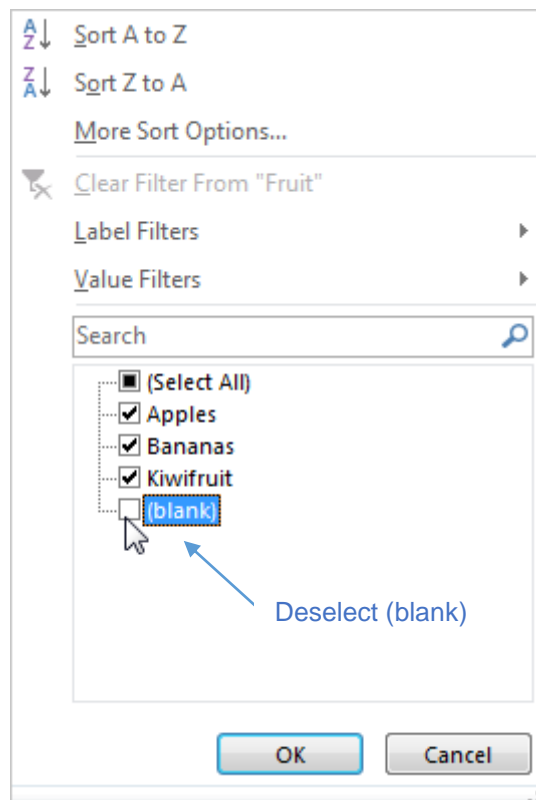 Sort A to Z
Sort Z to A
More Sort Options...
Clear Filter From "Fruit"
Label Filters
Value Filters
Search
(Select All)
Apples
Bananas
Kiwifruit
(blank)
Deselect (blank)
OK Cancel